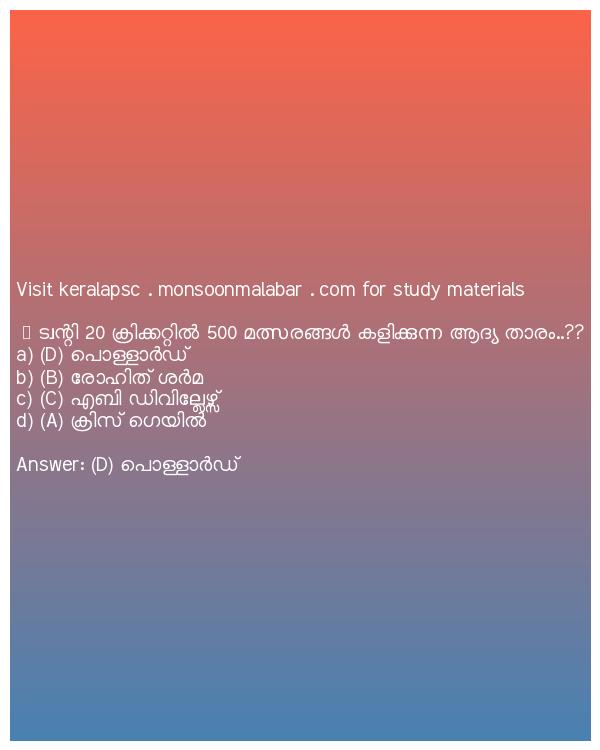 Visit keralapsc . monsoonmalabar . com for study materials
ട്വന്റി 20 ക്രിക്കറ്റിൽ 500 മത്സരങ്ങൾ കളിക്കുന്ന ആദ്യ താരം..??
a) (D) പൊള്ളാർഡ്
b) (B) രോഹിത് ശർമ
c) (C) എബി ഡിവില്ലേഴ്സ്
d) (A) ക്രിസ് ഗെയിൽ
Answer: (D) പൊള്ളാർഡ്